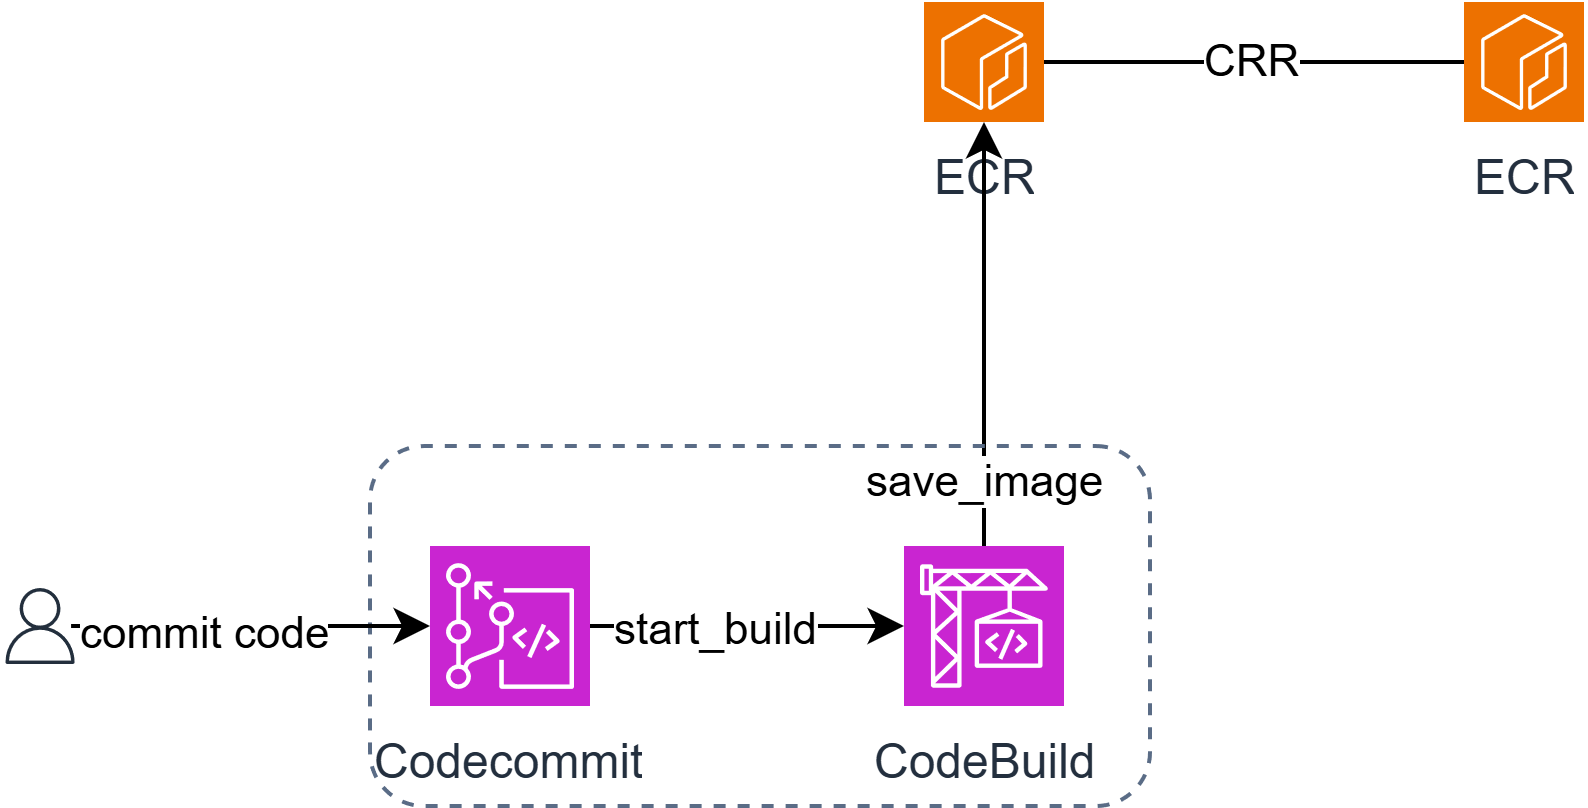 CRR
ECR
ECR
save_image
commit code
start_build
Codecommit
CodeBuild